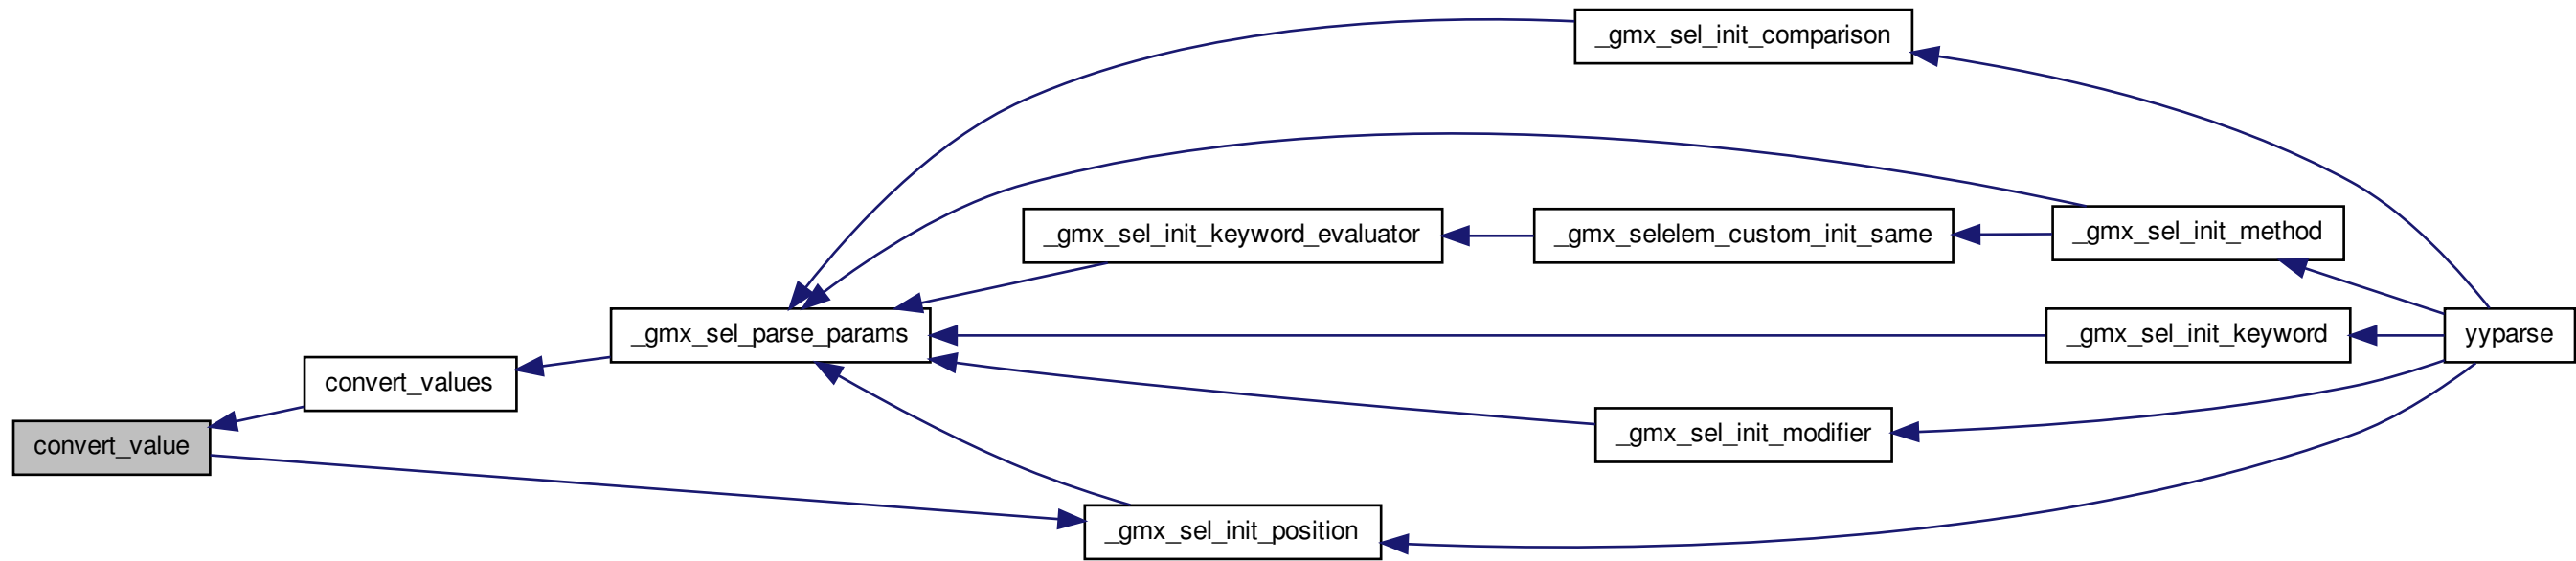 _gmx_sel_init_comparison
_gmx_sel_init_keyword_evaluator
_gmx_selelem_custom_init_same
_gmx_sel_init_method
_gmx_sel_parse_params
_gmx_sel_init_keyword
yyparse
convert_values
convert_value
_gmx_sel_init_modifier
_gmx_sel_init_position